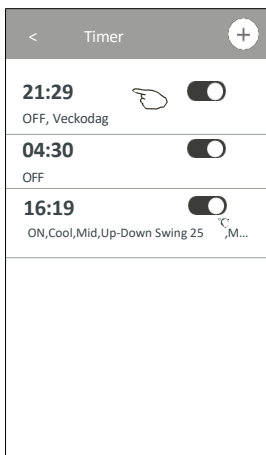 < Timer +
21:29
OFF, Veckodag
04:30
OFF
16:19
ON,Cool,Mid,Up-Down Swing 25 ℃,M...